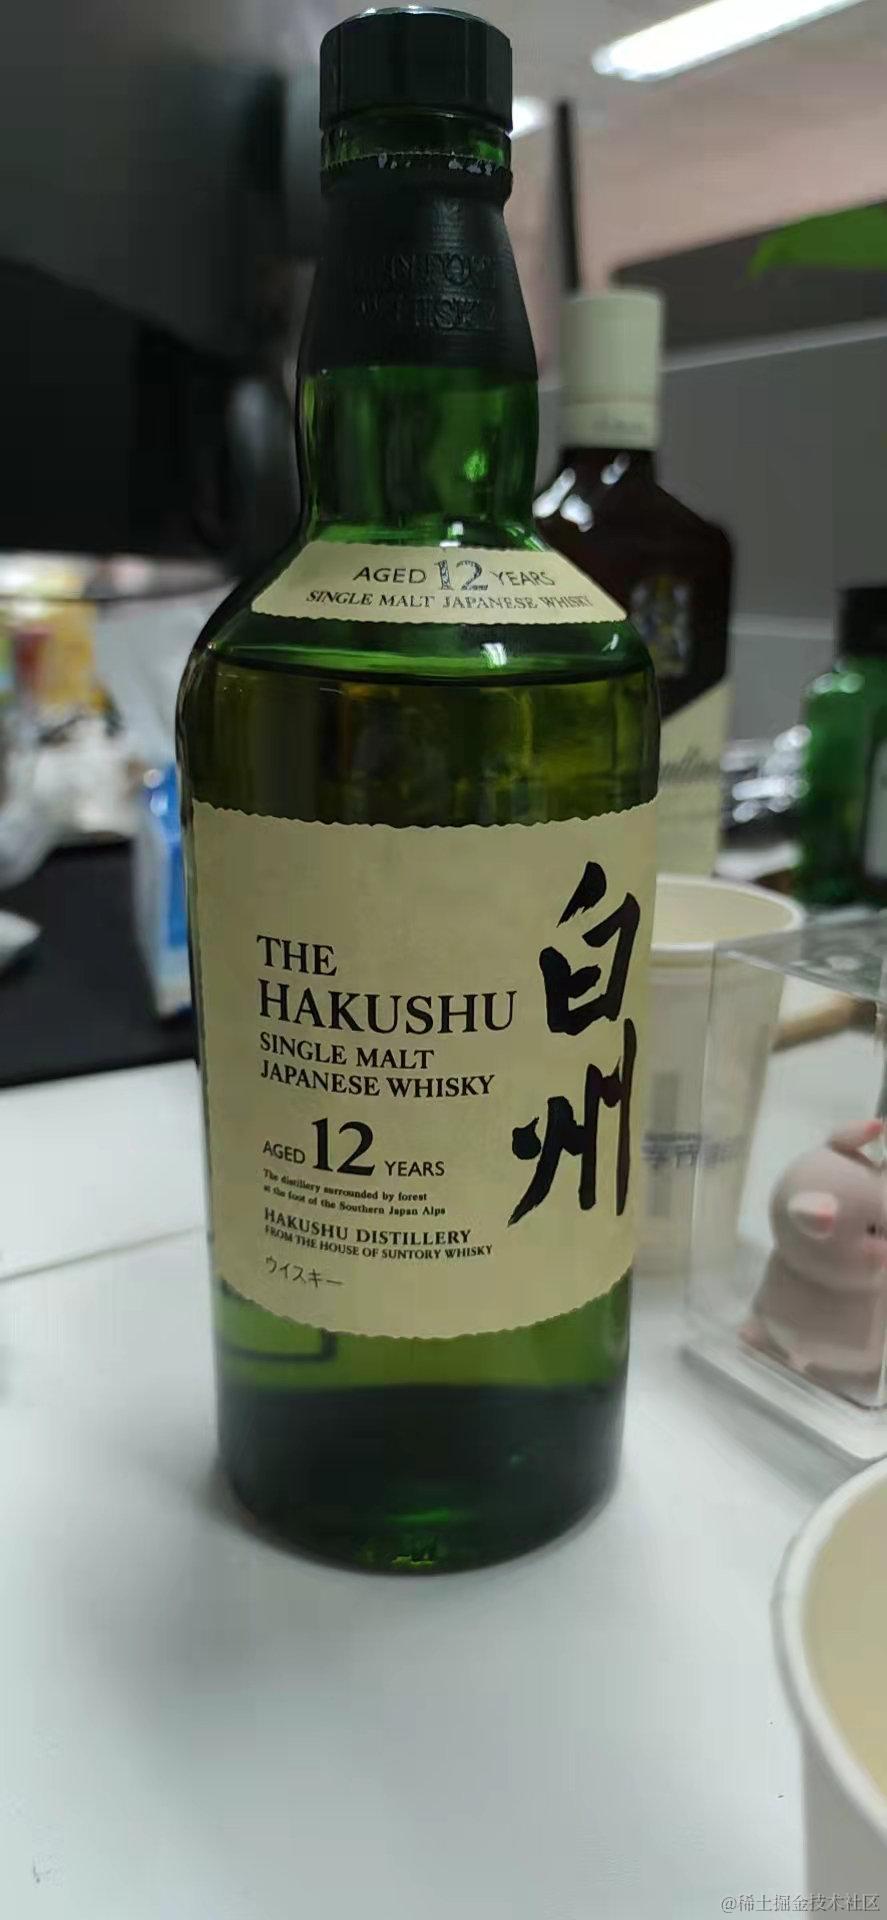 AGED 12 YEARS
SINGLE MALT JAPANESE WHISKY
白州
THE
HAKUSHU
SINGLE MALT
JAPANESE WHISKY
AGED 12 YEARS
The distillery surrounded by forest
at the foot of the Southern Japan Alps
HAKUSHU DISTILLERY
FROM THE HOUSE OF SUNTORY WHISKY
ウイスキー
@稀土掘金技术社区